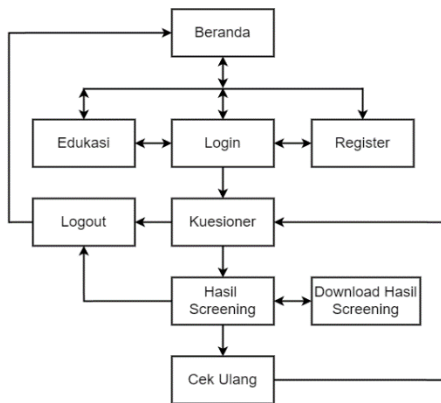 Beranda
Edukasi
Login
Register
Logout
Kuesioner
Hasil
Screening
Download Hasil
Screening
Cek Ulang